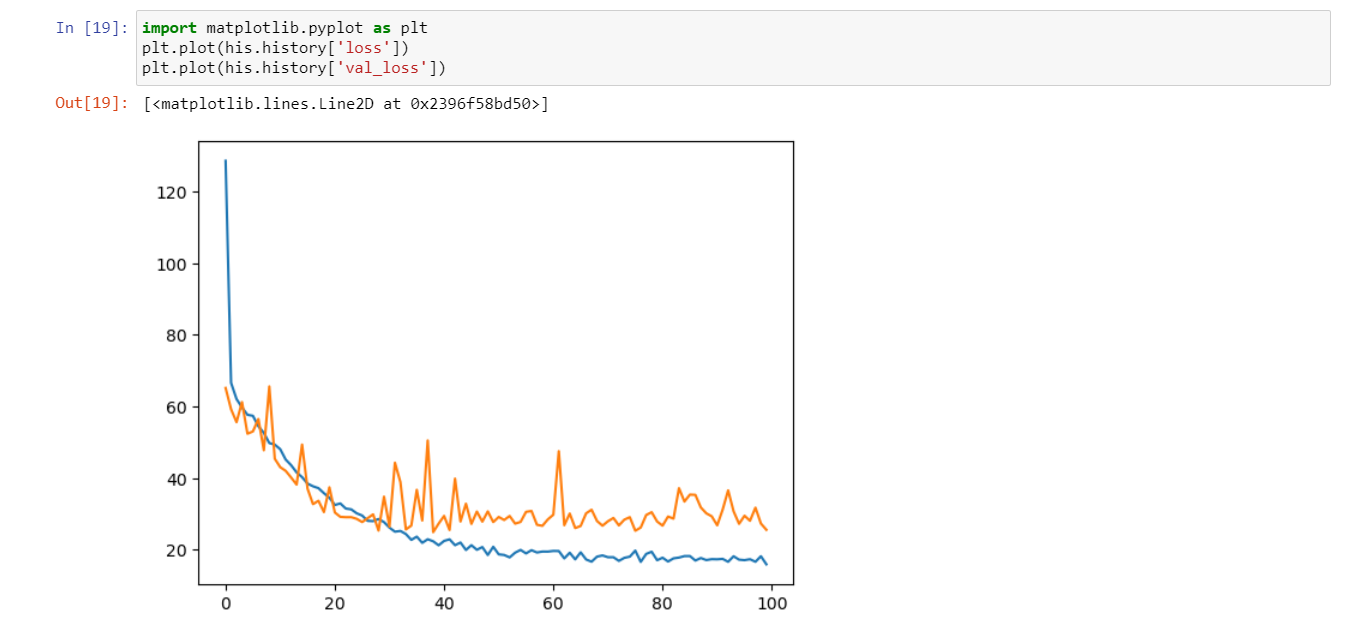 In [19]: import matplotlib.pyplot as plt
plt.plot(his.history['loss'])
plt.plot(his.history['val_loss'])
Out[19]: [<matplotlib.lines.Line2D at 0x2396f58bd50>]
120
100
80
60
40
20
0 20 40 60 80 100